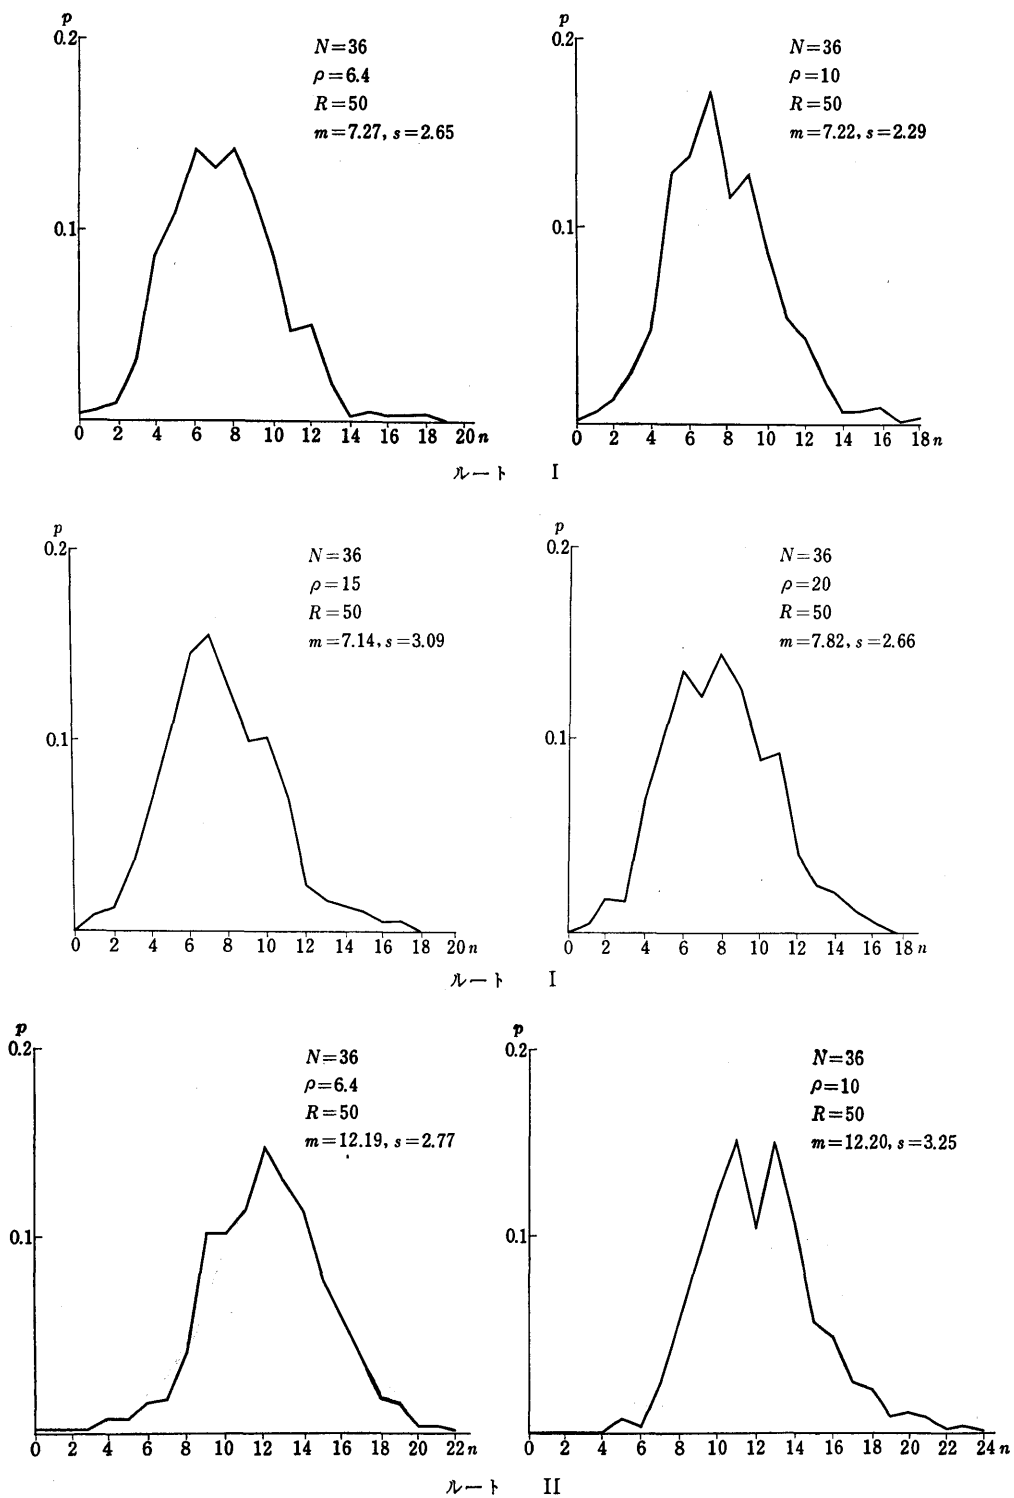 p
0.2
0.1
N=36
ρ=6.4
R=50
m=7.27, s=2.65
0 2 4 6 8 10 12 14 16 18 20 n
p
0.2
0.1
N=36
ρ=10
R=50
m=7.22, s=2.29
0 2 4 6 8 10 12 14 16 18 n
ルート I
p
0.2
0.1
N=36
ρ=15
R=50
m=7.14, s=3.09
0 2 4 6 8 10 12 14 16 18 20 n
p
0.2
0.1
N=36
ρ=20
R=50
m=7.82, s=2.66
0 2 4 6 8 10 12 14 16 18 n
ルート I
p
0.2
0.1
N=36
ρ=6.4
R=50
m=12.19, s=2.77
0 2 4 6 8 10 12 14 16 18 20 22 n
p
0.2
0.1
N=36
ρ=10
R=50
m=12.20, s=3.25
0 2 4 6 8 10 12 14 16 18 20 22 24 n
ルート II